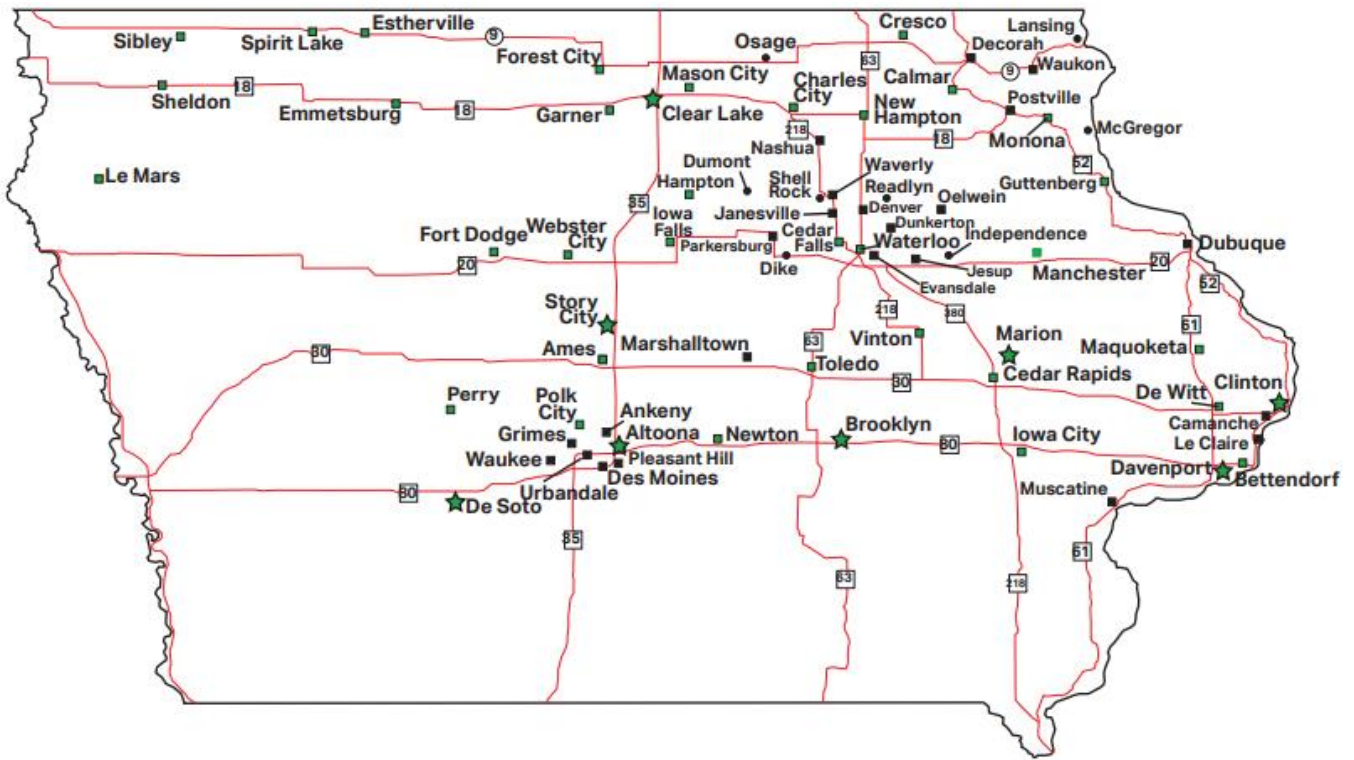 Estherville
Cresco
Lansing
Sibley
Spirit Lake
9
Osage
Decorah
Forest City
63
Mason City
Calmar
9
Waukon
Charles
City
18
Sheldon
Emmetsburg
18
Garner
Clear Lake
New
Hampton
Postville
218
Nashua
18
Monona
McGregor
52
Dumont
Waverly
Le Mars
Hampton
Shell
Rock
Readlyn
Guttenberg
35
Oelwein
Iowa
Falls
Janesville
Denver
Dunkerton
Fort Dodge
Webster
City
Parkersburg
Cedar
Falls
Waterloo
Independence
Dubuque
20
Dike
Jesup
Manchester
20
Evansdale
52
Story
City
218
380
61
Marion
Ames
Marshalltown
63
Vinton
Maquoketa
30
Toledo
30
Cedar Rapids
De Witt
Clinton
Perry
Polk
City
Ankeny
Camanche
Grimes
Altoona
Newton
Brooklyn
80
Iowa City
Le Claire
Waukee
Pleasant Hill
Des Moines
Davenport
Bettendorf
80
Urbandale
De Soto
Muscatine
35
61
63
218